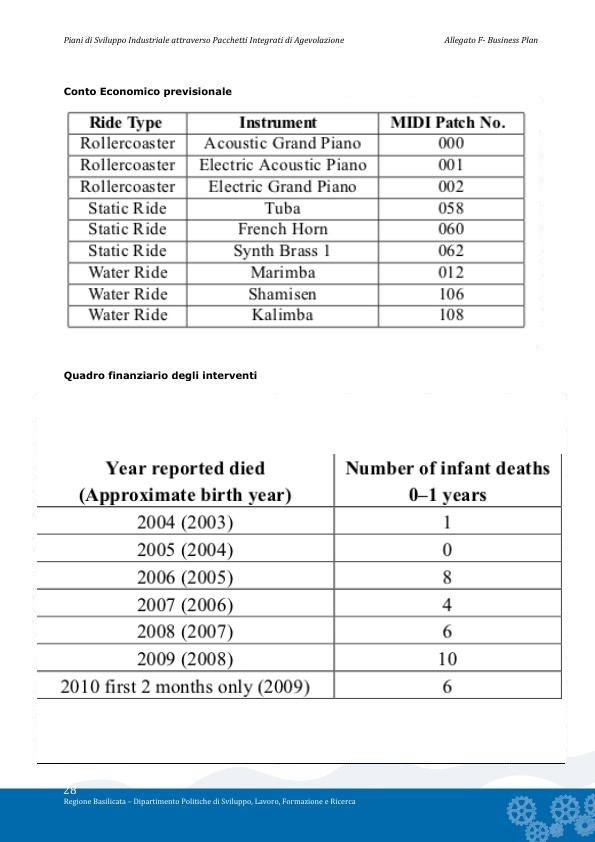 Piani di Sviluppo Industriale attraverso Pacchetti Integrati di Agevolazione Allegato F- Business Plan
Conto Economico previsionale
Ride Type Instrument MIDI Patch No.
Rollercoaster Acoustic Grand Piano 000
Rollercoaster Electric Acoustic Piano 001
Rollercoaster Electric Grand Piano 002
Static Ride Tuba 058
Static Ride French Horn 060
Static Ride Synth Brass 1 062
Water Ride Marimba 012
Water Ride Shamisen 106
Water Ride Kalimba 108
Quadro finanziario degli interventi
Year reported died Number of infant deaths
(Approximate birth year) 0–1 years
2004 (2003) 1
2005 (2004) 0
2006 (2005) 8
2007 (2006) 4
2008 (2007) 6
2009 (2008) 10
2010 first 2 months only (2009) 6
28
Regione Basilicata – Dipartimento Politiche di Sviluppo, Lavoro, Formazione e Ricerca